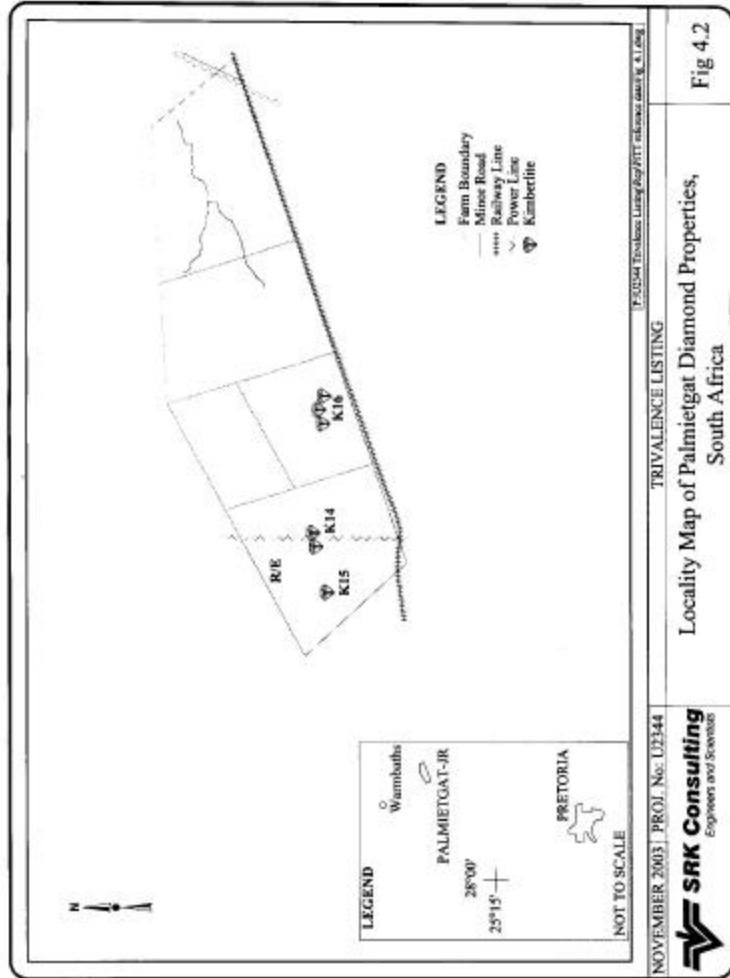 N
R/E
K15
K14
K16
LEGEND
Farm Boundary
Minor Road
Railway Line
Power Line
Kimberlite
LEGEND
Warmbaths
PALMIETGAT-JR
28°00'
25°15'
PRETORIA
NOT TO SCALE
NOVEMBER 2003
PROJ. No: U2344
TRIVALENCE LISTING
SRK Consulting
Engineers and Scientists
Locality Map of Palmietgat Diamond Properties,
South Africa
Fig 4.2